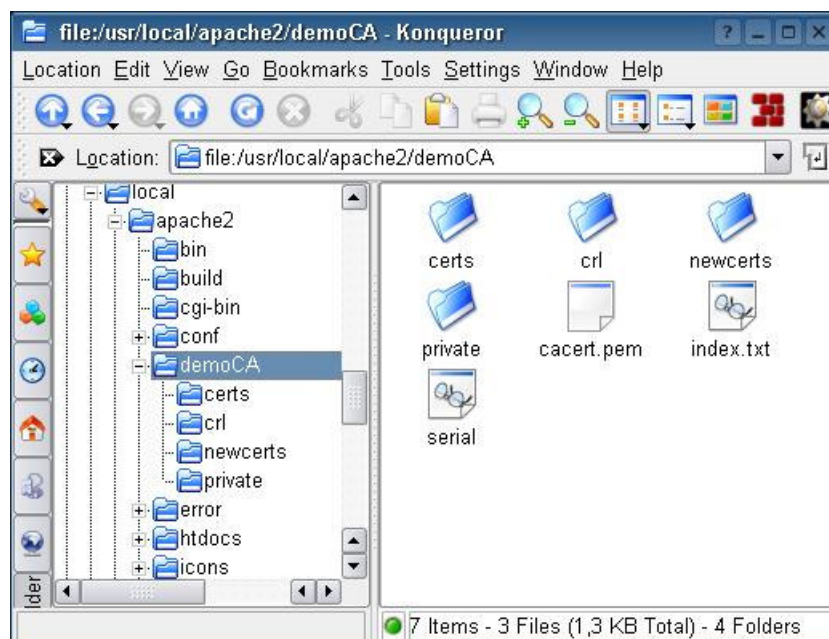 file:/usr/local/apache2/demoCA - Konqueror
Location Edit View Go Bookmarks Tools Settings Window Help
Location: file:/usr/local/apache2/demoCA
local
apache2
bin
build
cgi-bin
conf
demoCA
certs
crl
newcerts
private
error
htdocs
icons
lder
certs crl newcerts
private cacert.pem index.txt
serial
7 Items - 3 Files (1,3 KB Total) - 4 Folders